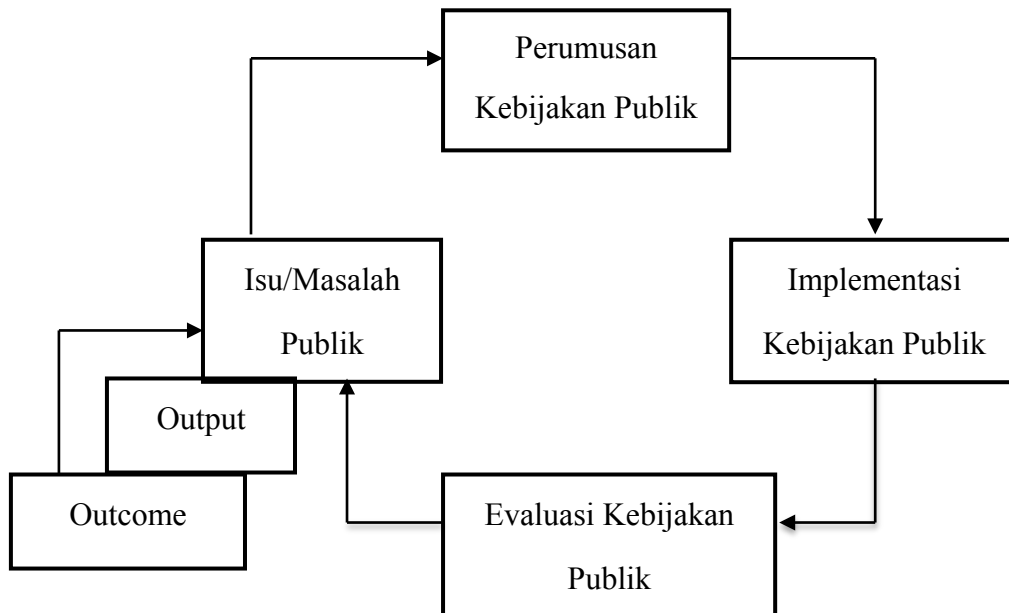 Perumusan
Kebijakan Publik
Isu/Masalah
Publik
Implementasi
Kebijakan Publik
Output
Outcome
Evaluasi Kebijakan
Publik